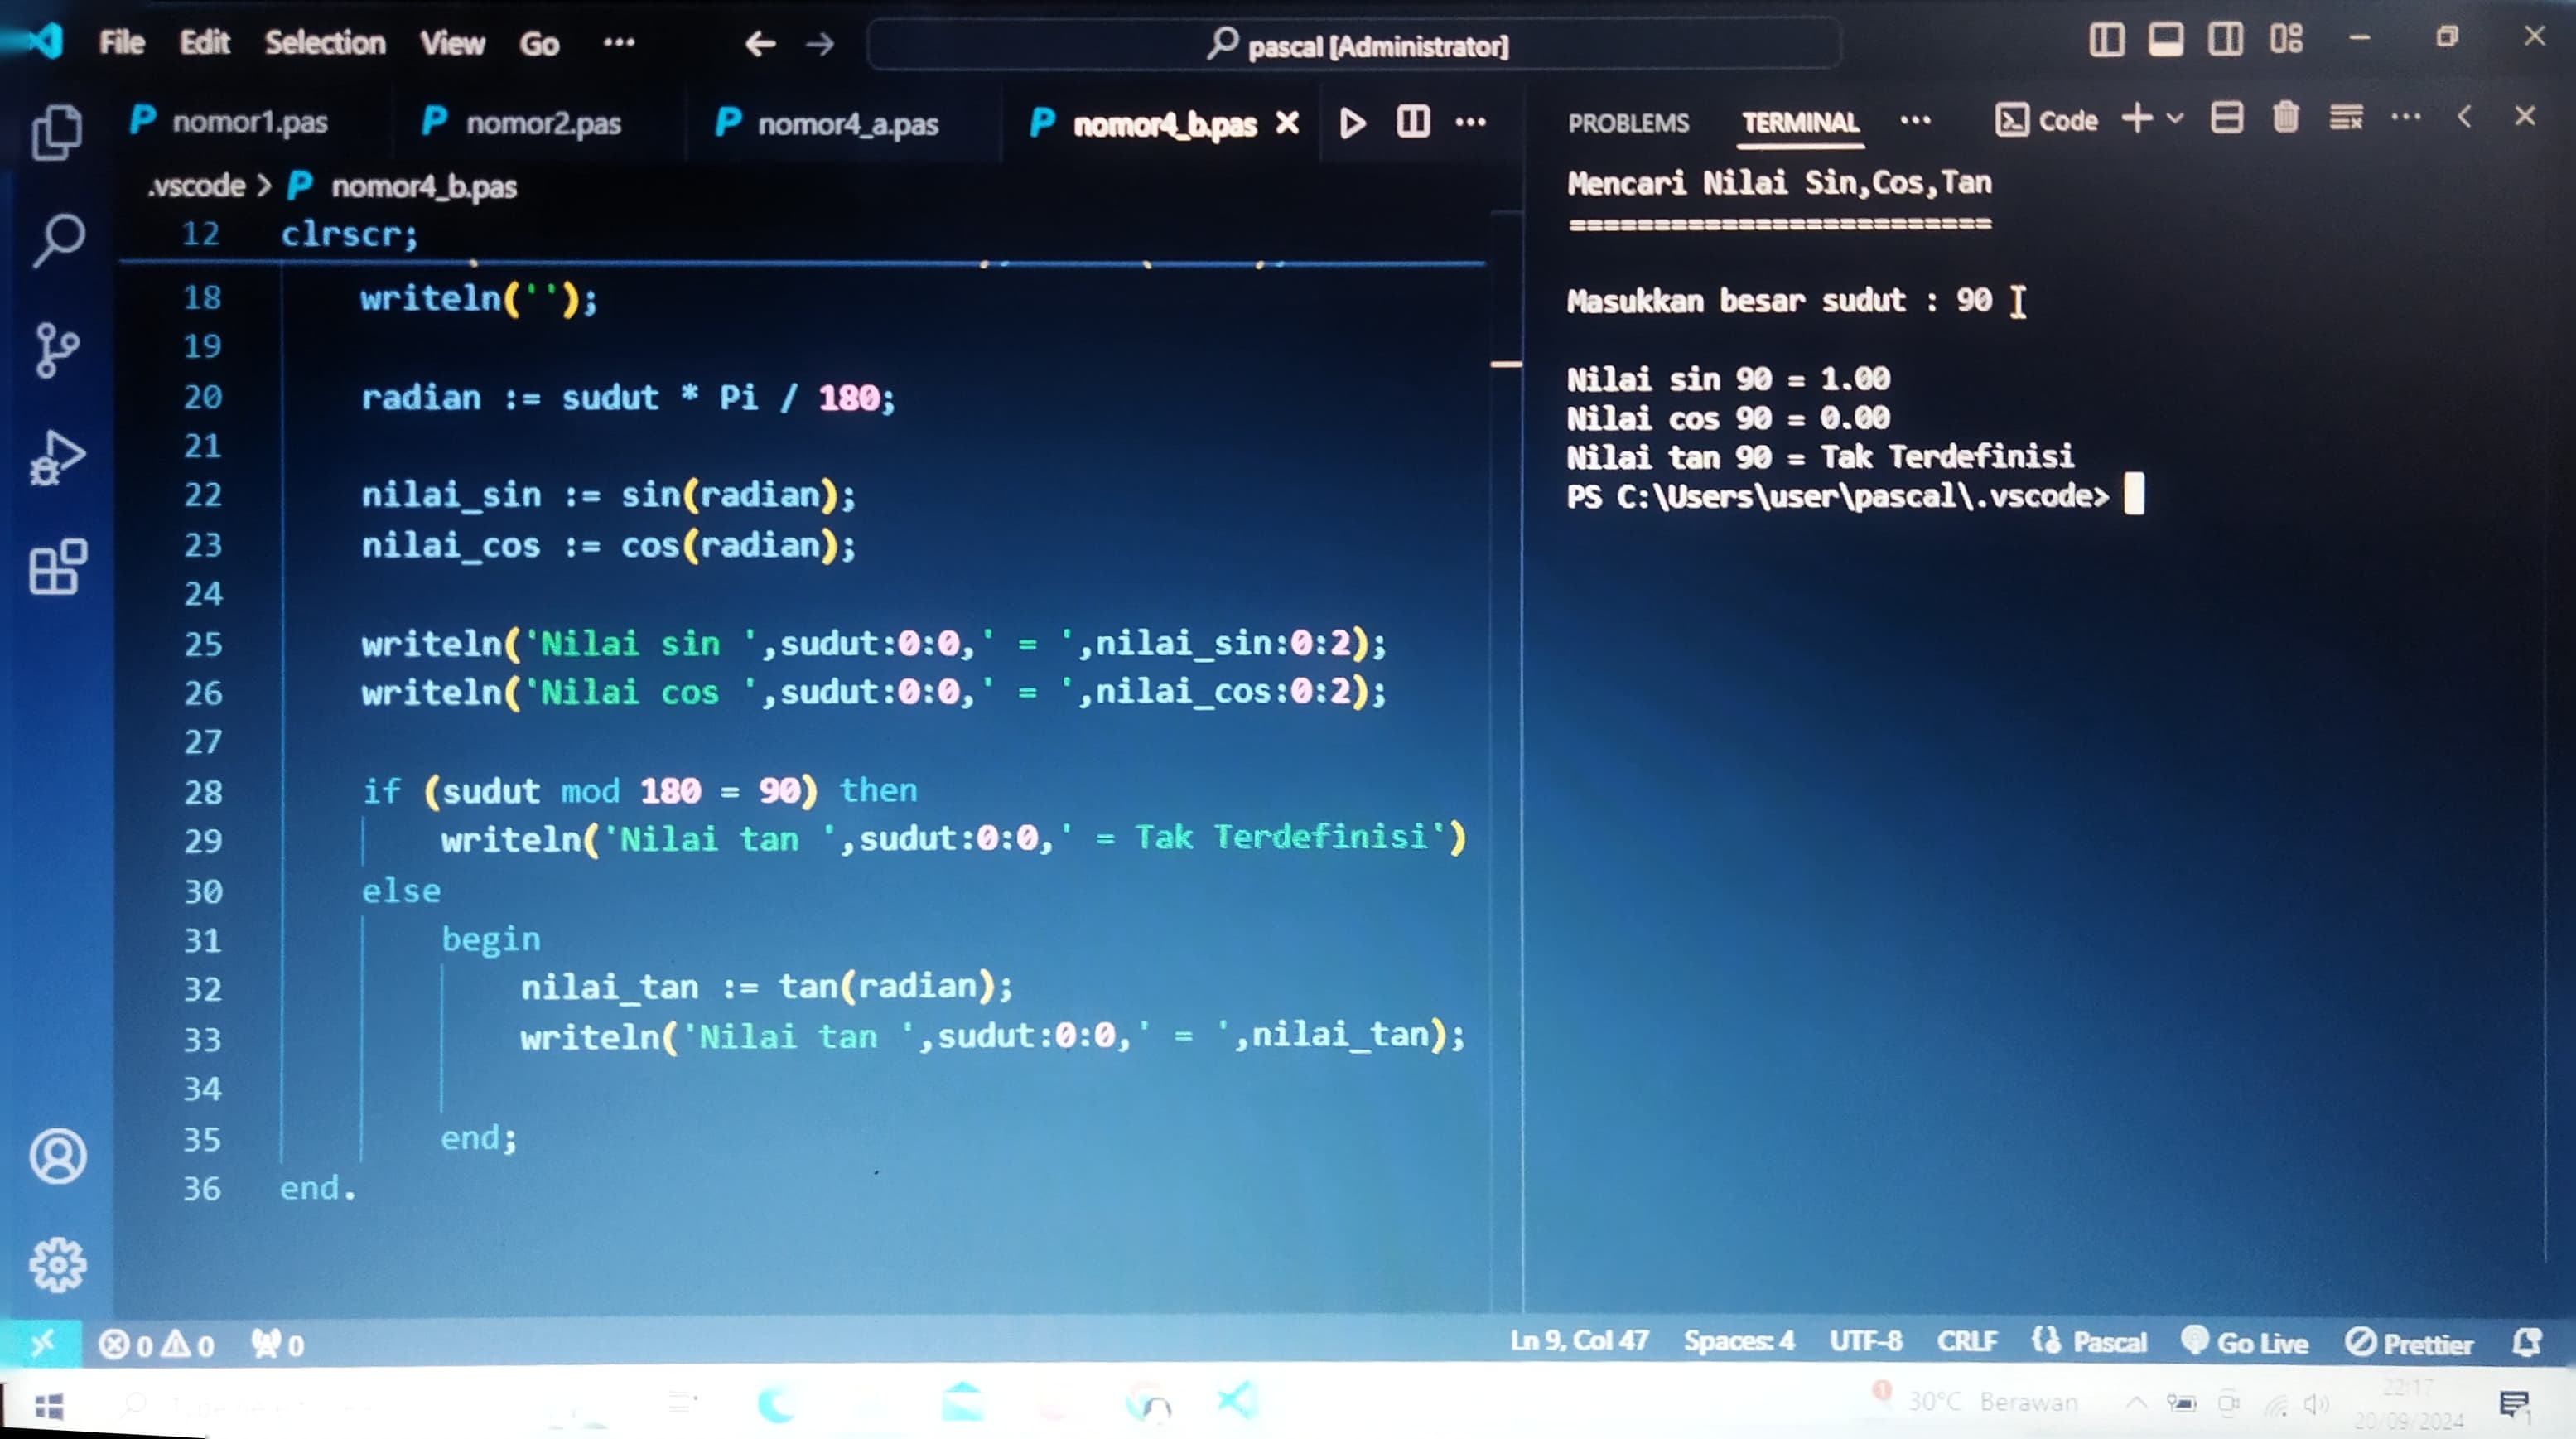 File Edit Selection View Go ··· pascal [Administrator]
nomor1.pas nomor2.pas nomor4_a.pas nomor4_b.pas
.vscode > nomor4_b.pas
12 clrscr;
18 writeln('');
19
20 radian := sudut * Pi / 180;
21
22 nilai_sin := sin(radian);
23 nilai_cos := cos(radian);
24
25 writeln('Nilai sin ',sudut:0:0,' = ',nilai_sin:0:2);
26 writeln('Nilai cos ',sudut:0:0,' = ',nilai_cos:0:2);
27
28 if (sudut mod 180 = 90) then
29 writeln('Nilai tan ',sudut:0:0,' = Tak Terdefinisi')
30 else
31 begin
32 nilai_tan := tan(radian);
33 writeln('Nilai tan ',sudut:0:0,' = ',nilai_tan);
34
35 end;
36 end.
PROBLEMS TERMINAL ··· Code
Mencari Nilai Sin,Cos,Tan
=========================
Masukkan besar sudut : 90
Nilai sin 90 = 1.00
Nilai cos 90 = 0.00
Nilai tan 90 = Tak Terdefinisi
PS C:\Users\user\pascal\.vscode>
0 0 0 Ln 9, Col 47 Spaces: 4 UTF-8 CRLF Pascal Go Live Prettier
1 30°C Berawan 22:17
20/09/2024